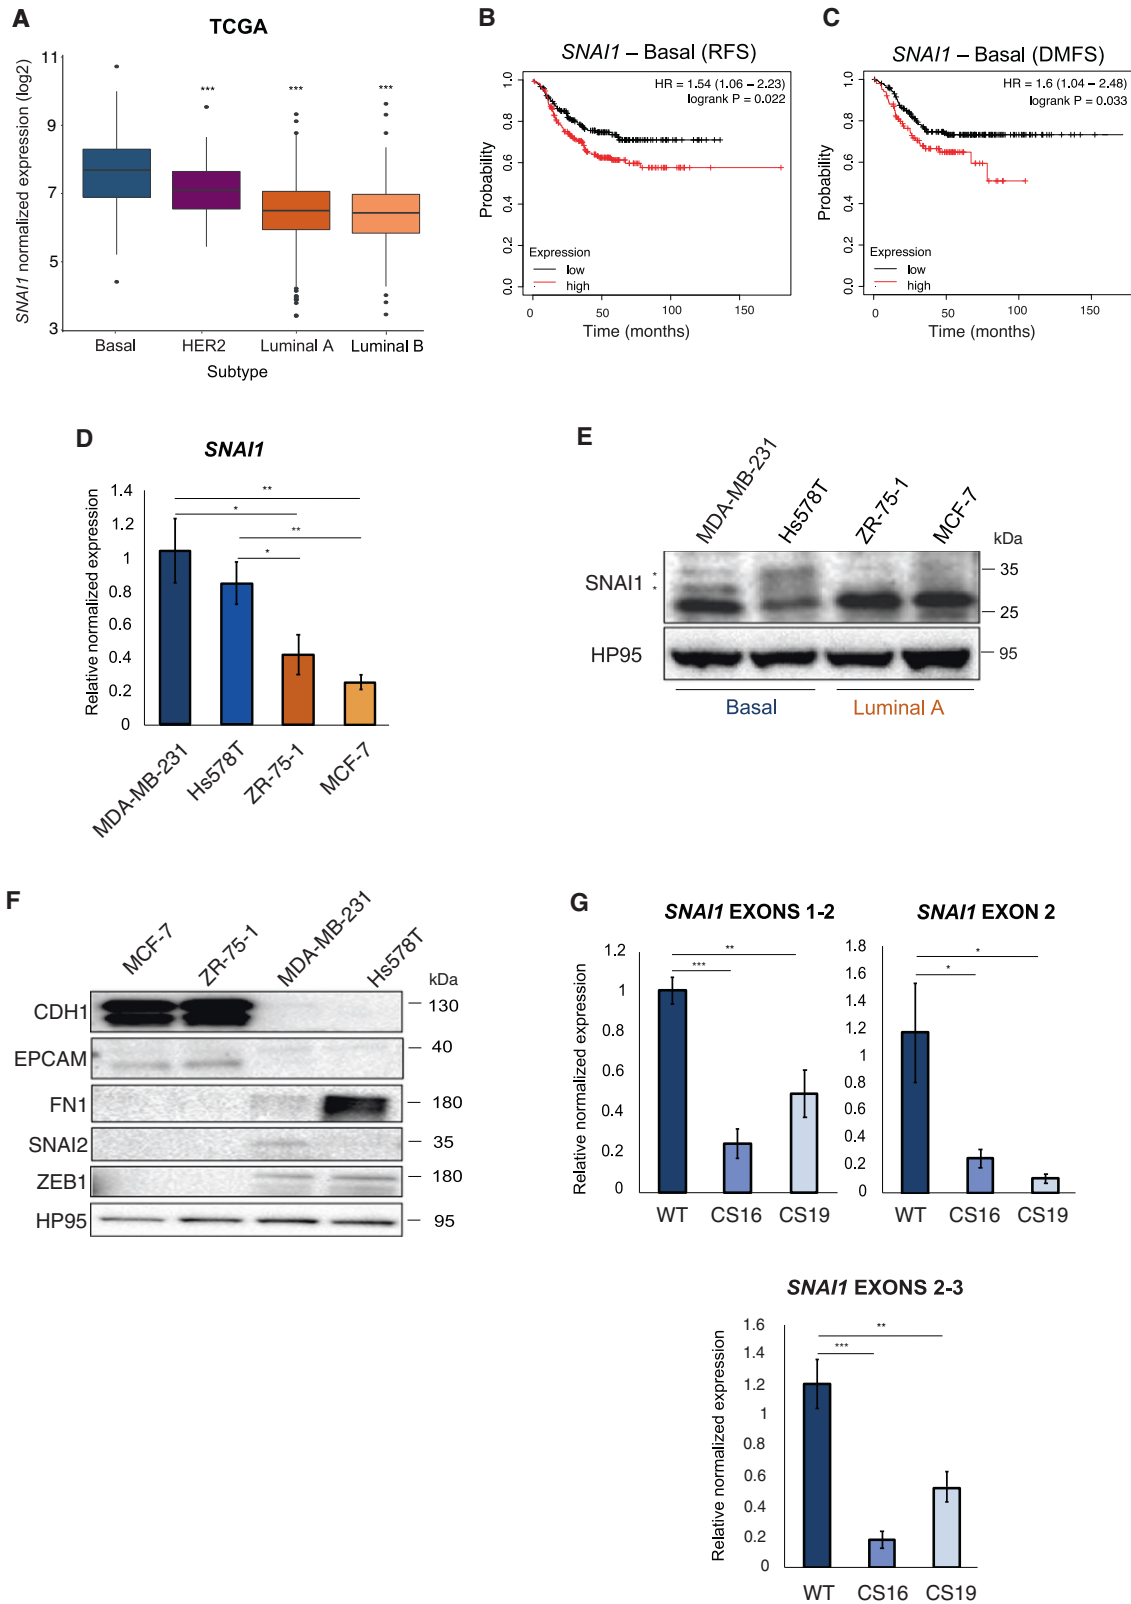 A
TCGA
SNAI1 normalized expression (log2)
11
9
7
5
3
***
***
***
Basal
HER2
Luminal A
Luminal B
Subtype
B
SNAI1 – Basal (RFS)
HR = 1.54 (1.06 – 2.23)
logrank P = 0.022
Probability
1.0
0.8
0.6
0.4
0.2
0.0
Expression
low
high
0
50
100
150
Time (months)
C
SNAI1 – Basal (DMFS)
HR = 1.6 (1.04 – 2.48)
logrank P = 0.033
Probability
1.0
0.8
0.6
0.4
0.2
0.0
Expression
low
high
0
50
100
150
Time (months)
D
SNAI1
Relative normalized expression
1.4
1.2
1
0.8
0.6
0.4
0.2
0
**
*
**
*
MDA-MB-231
Hs578T
ZR-75-1
MCF-7
E
MDA-MB-231
Hs578T
ZR-75-1
MCF-7
kDa
SNAI1
*
*
35
25
HP95
95
Basal
Luminal A
F
MCF-7
ZR-75-1
MDA-MB-231
Hs578T
kDa
CDH1
130
EPCAM
40
FN1
180
SNAI2
35
ZEB1
180
HP95
95
G
SNAI1 EXONS 1-2
Relative normalized expression
1.2
1
0.8
0.6
0.4
0.2
0
**
***
WT
CS16
CS19
SNAI1 EXON 2
1.8
1.6
1.4
1.2
1
0.8
0.6
0.4
0.2
0
*
*
WT
CS16
CS19
SNAI1 EXONS 2-3
Relative normalized expression
1.6
1.4
1.2
1
0.8
0.6
0.4
0.2
0
**
***
WT
CS16
CS19